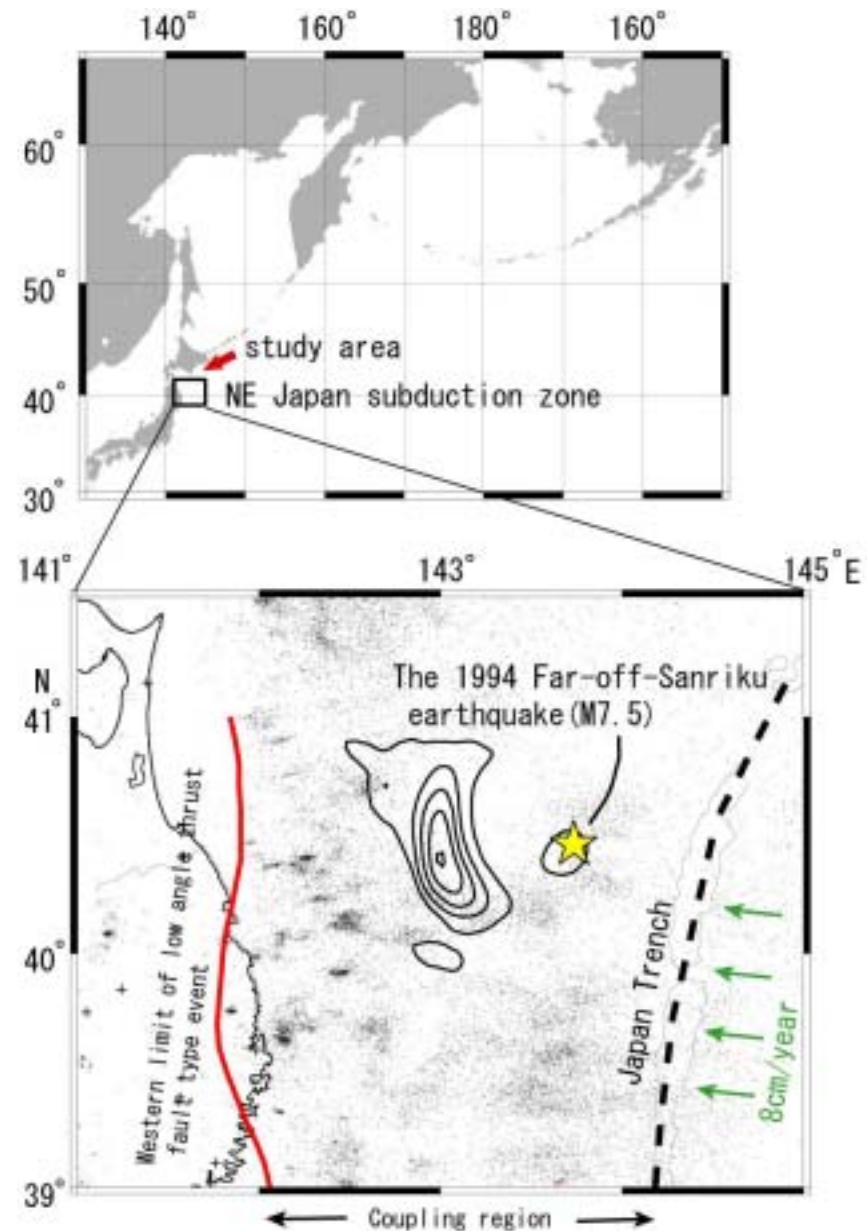 140° 160° 180° 160°
60°
50°
study area
40°
NE Japan subduction zone
30°
141° 143° 145°E
N
The 1994 Far-off-Sanriku
earthquake(M7.5)
41°
Western limit of low angle thrust
fault type event
Japan Trench
40°
8cm/year
39°
Coupling region